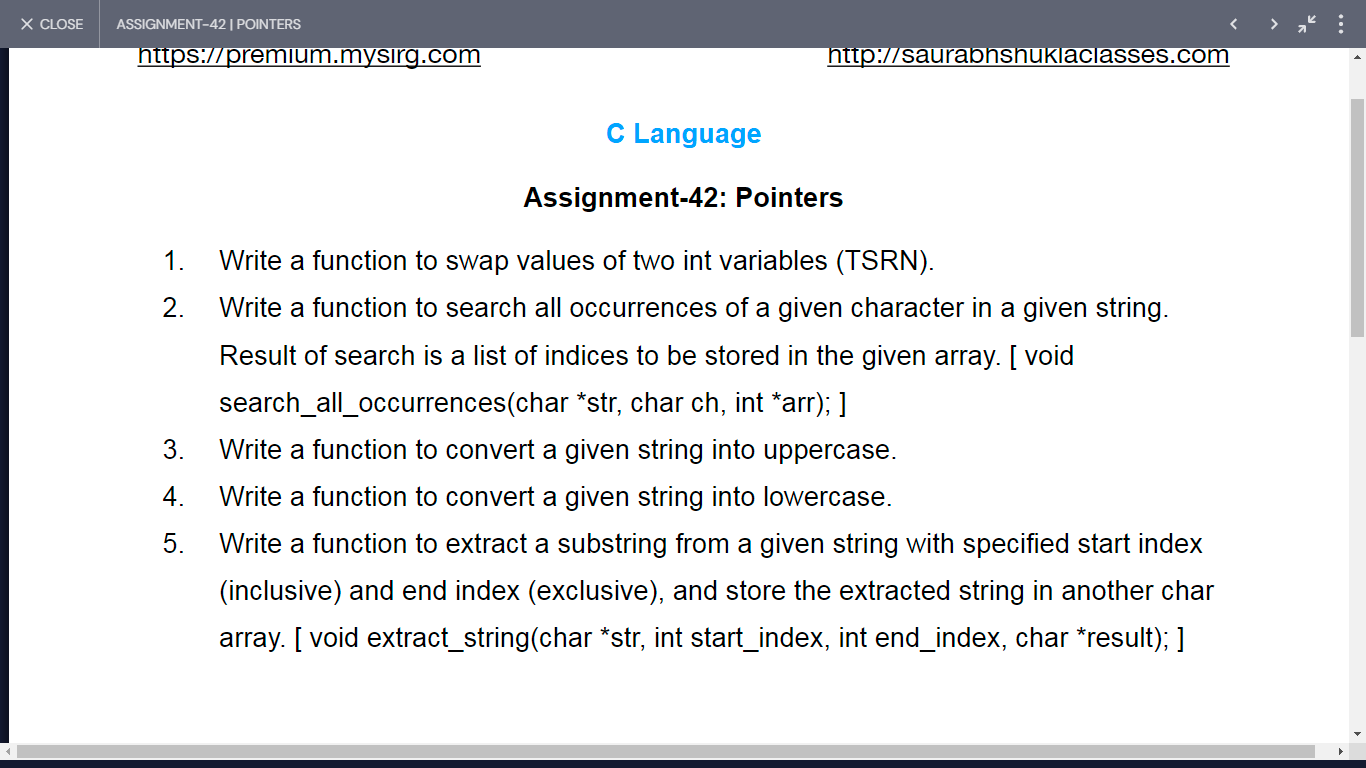 CLOSE ASSIGNMENT-42 | POINTERS
https://premium.mysirg.com http://saurabhshuklaclasses.com
C Language
Assignment-42: Pointers
1. Write a function to swap values of two int variables (TSRN).
2. Write a function to search all occurrences of a given character in a given string.
Result of search is a list of indices to be stored in the given array. [ void
search_all_occurrences(char *str, char ch, int *arr); ]
3. Write a function to convert a given string into uppercase.
4. Write a function to convert a given string into lowercase.
5. Write a function to extract a substring from a given string with specified start index
(inclusive) and end index (exclusive), and store the extracted string in another char
array. [ void extract_string(char *str, int start_index, int end_index, char *result); ]